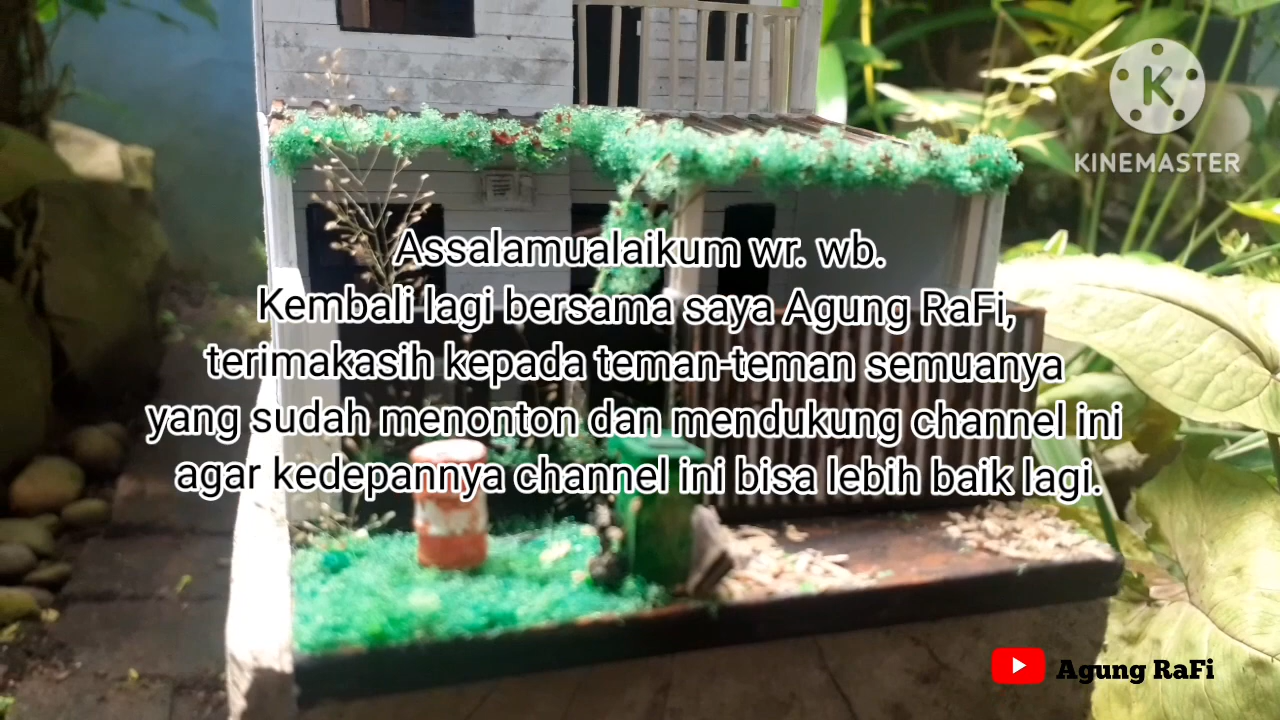 K
KINEMASTER
Assalamualaikum wr. wb.
Kembali lagi bersama saya Agung RaFi,
terimakasih kepada teman-teman semuanya
yang sudah menonton dan mendukung channel ini
agar kedepannya channel ini bisa lebih baik lagi.
Agung RaFi